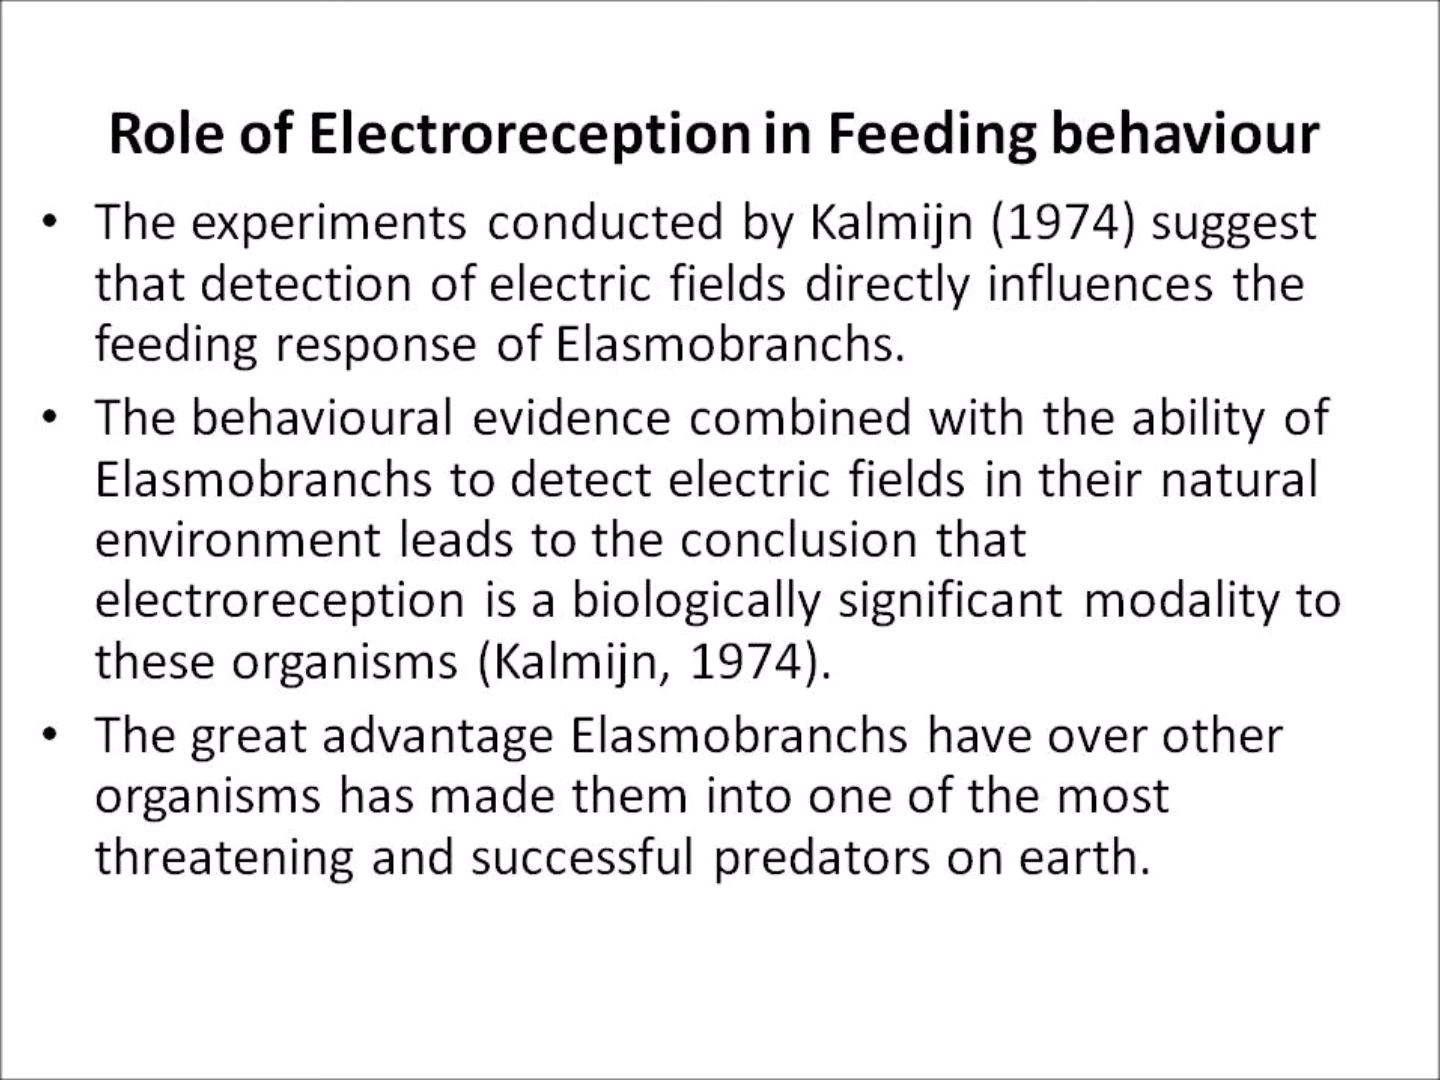 Role of Electroreception in Feeding behaviour
• The experiments conducted by Kalmijn (1974) suggest
that detection of electric fields directly influences the
feeding response of Elasmobranchs.
• The behavioural evidence combined with the ability of
Elasmobranchs to detect electric fields in their natural
environment leads to the conclusion that
electroreception is a biologically significant modality to
these organisms (Kalmijn, 1974).
• The great advantage Elasmobranchs have over other
organisms has made them into one of the most
threatening and successful predators on earth.